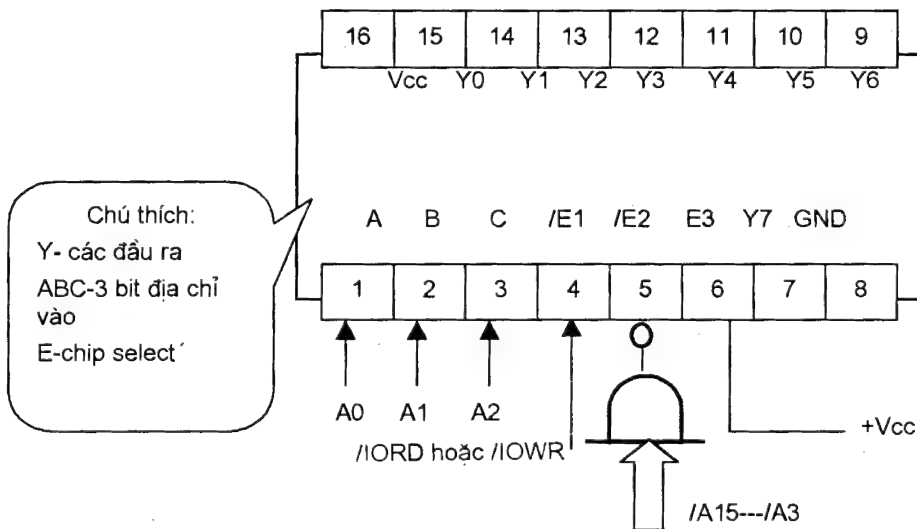 16 15 14 13 12 11 10 9
Vcc Y0 Y1 Y2 Y3 Y4 Y5 Y6
Chú thích:
Y- các đầu ra
ABC-3 bit địa chỉ
vào
E-chip select
A B C /E1 /E2 E3 Y7 GND
1 2 3 4 5 6 7 8
A0 A1 A2
+Vcc
/IORD hoặc /IOWR
/A15---/A3